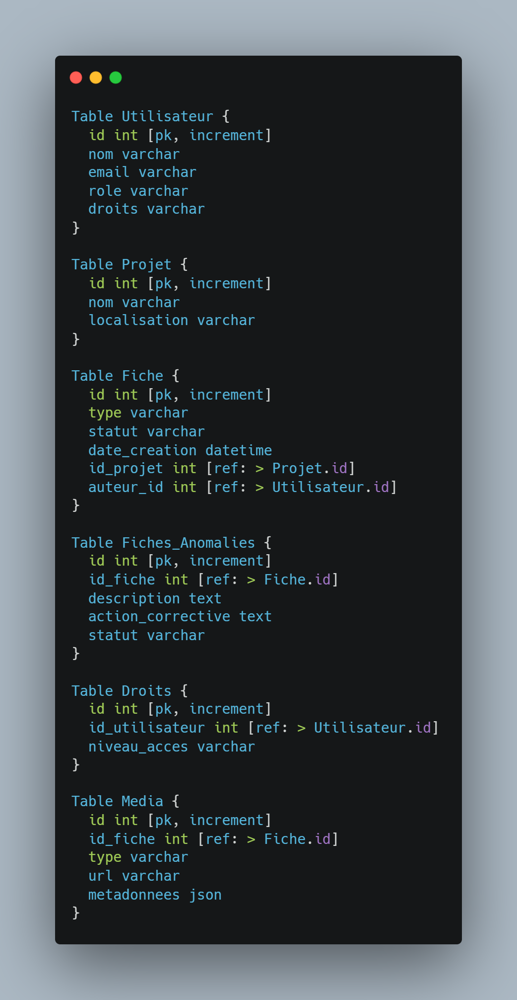 Table Utilisateur {
  id int [pk, increment]
  nom varchar
  email varchar
  role varchar
  droits varchar
}

Table Projet {
  id int [pk, increment]
  nom varchar
  localisation varchar
}

Table Fiche {
  id int [pk, increment]
  type varchar
  statut varchar
  date_creation datetime
  id_projet int [ref: > Projet.id]
  auteur_id int [ref: > Utilisateur.id]
}

Table Fiches_Anomalies {
  id int [pk, increment]
  id_fiche int [ref: > Fiche.id]
  description text
  action_corrective text
  statut varchar
}

Table Droits {
  id int [pk, increment]
  id_utilisateur int [ref: > Utilisateur.id]
  niveau_acces varchar
}

Table Media {
  id int [pk, increment]
  id_fiche int [ref: > Fiche.id]
  type varchar
  url varchar
  metadonnees json
}